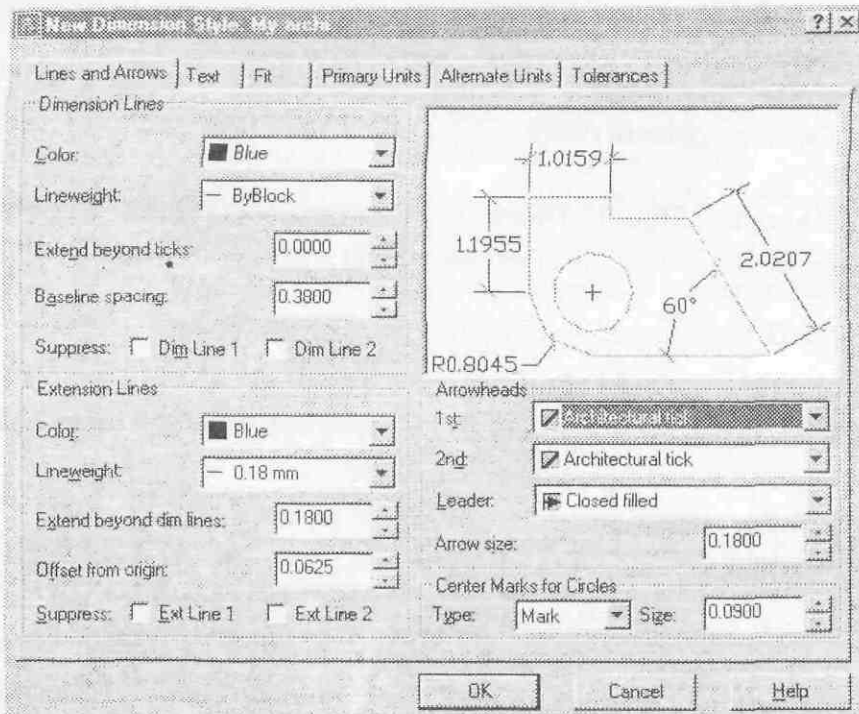 New Dimension Style: My archi
Lines and Arrows Text Fit Primary Units Alternate Units Tolerances
Dimension Lines
Color: Blue
Lineweight: ByBlock
Extend beyond ticks: 0.0000
Baseline spacing: 0.3800
Suppress: Dim Line 1 Dim Line 2
Extension Lines
Color: Blue
Lineweight: 0.18 mm
Extend beyond dim lines: 0.1800
Offset from origin: 0.0625
Suppress: Ext Line 1 Ext Line 2
1.0159
1.1955
2.0207
60°
R0.8045
Arrowheads
1st: Architectural tick
2nd: Architectural tick
Leader: Closed filled
Arrow size: 0.1800
Center Marks for Circles
Type: Mark Size: 0.0900
OK Cancel Help